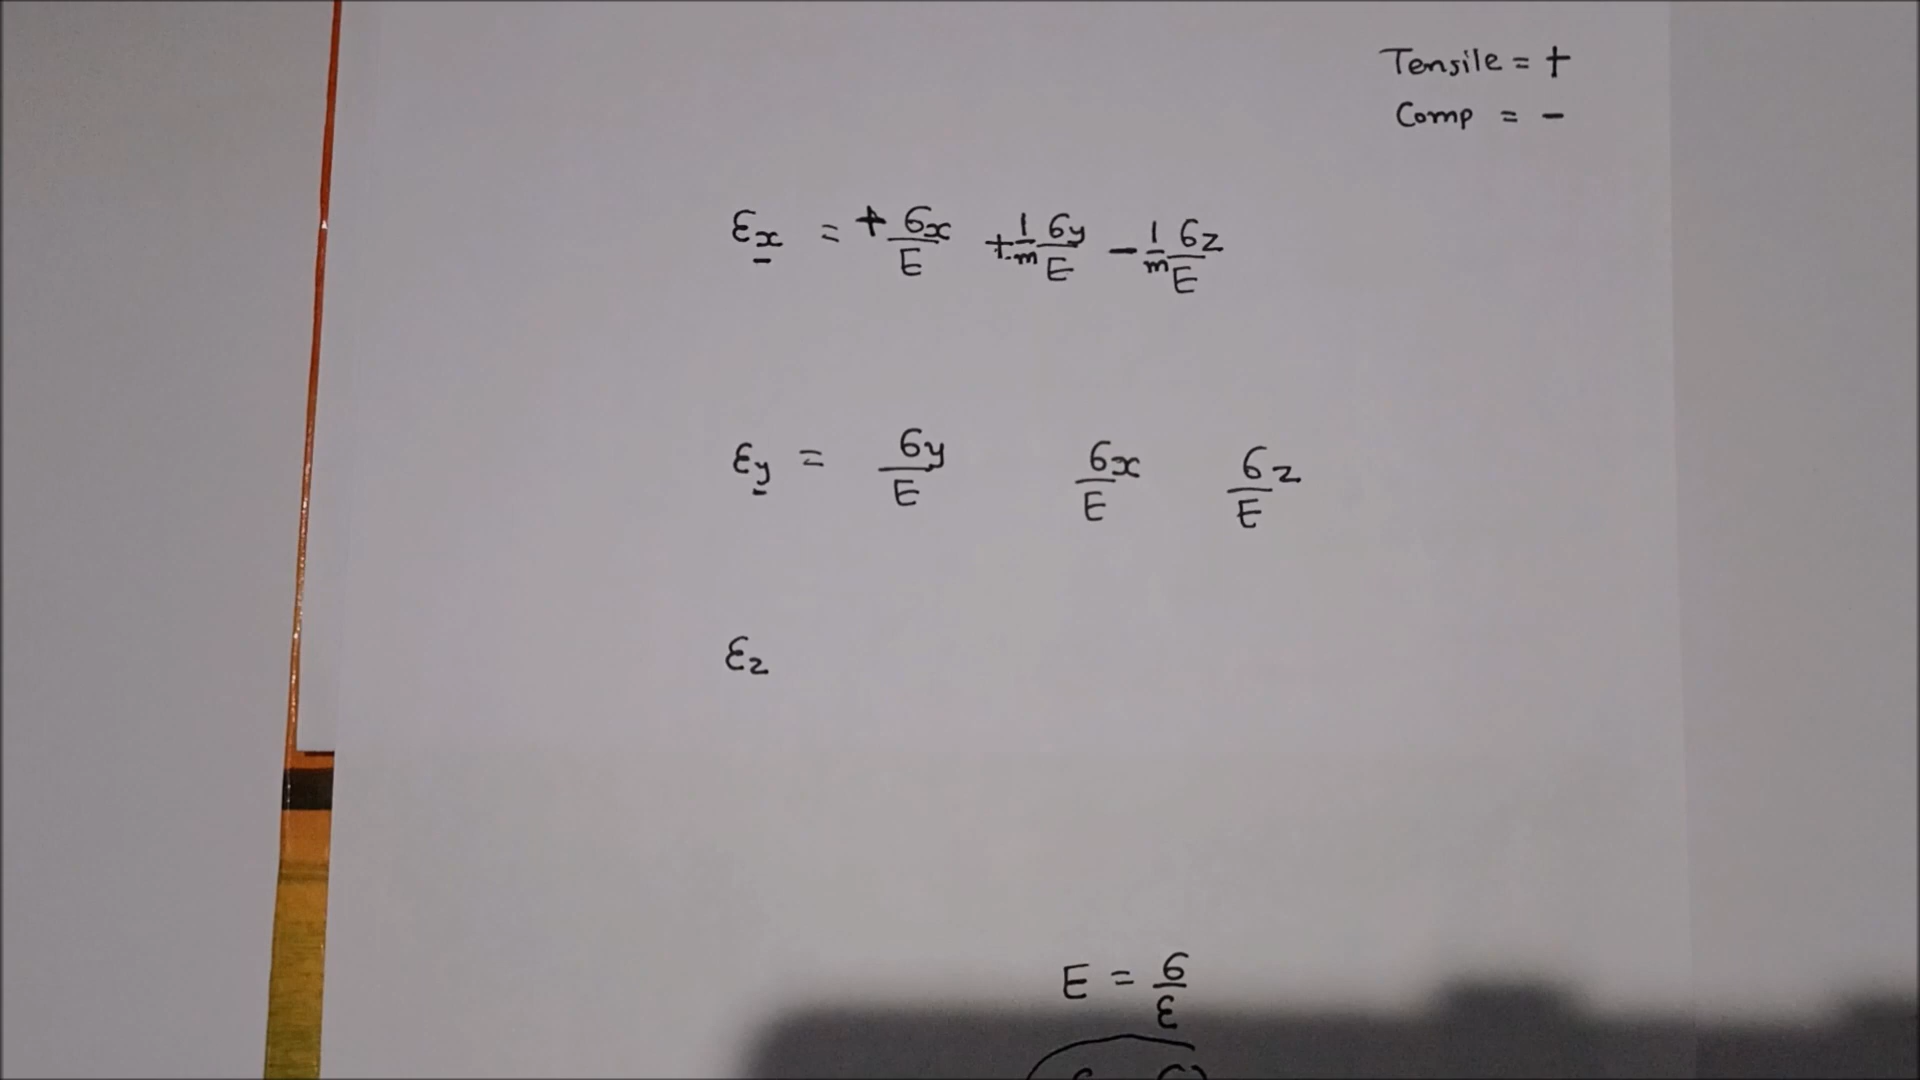 Tensile = +
Comp = -
εx = + σx/E + 1/m σy/E - 1/m σz/E
εy = σy/E σx/E σz/E
εz
E = σ/ε